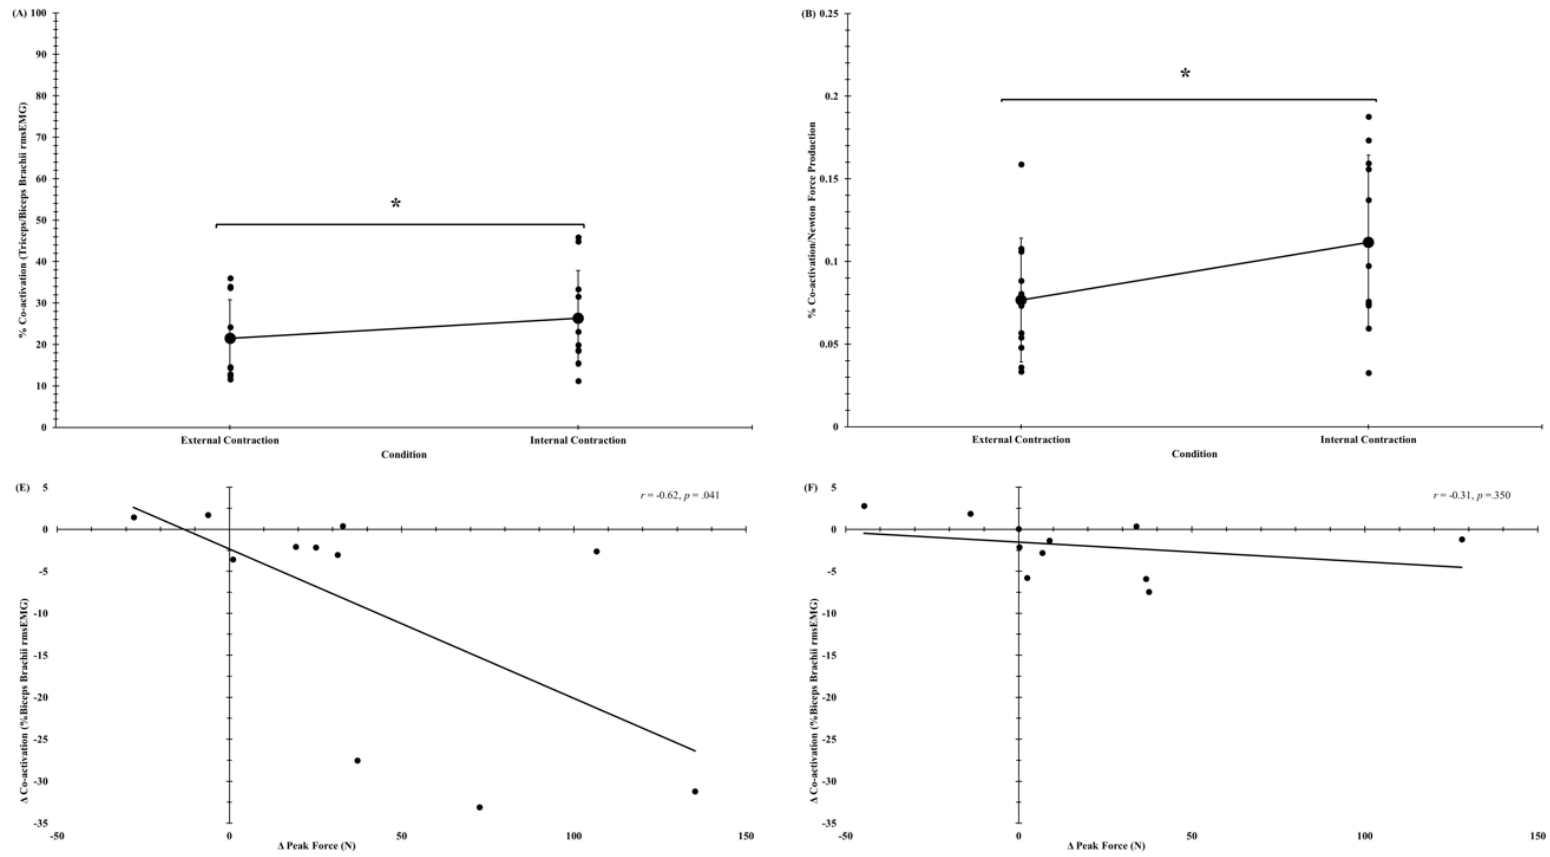 (A)
100
90
80
70
60
50
40
30
20
10
0
% Co-activation (Triceps/Biceps Brachii rmsEMG)
*
External Contraction
Internal Contraction
Condition
(B)
0.25
0.2
0.15
0.1
0.05
0
% Co-activation/Newton Force Production
*
External Contraction
Internal Contraction
Condition
(E)
5
0
-5
-10
-15
-20
-25
-30
-35
Δ Co-activation (%Biceps Brachii rmsEMG)
r = -0.62, p = .041
-50
0
50
100
150
Δ Peak Force (N)
(F)
5
0
-5
-10
-15
-20
-25
-30
-35
Δ Co-activation (%Biceps Brachii rmsEMG)
r = -0.31, p = .350
-50
0
50
100
150
Δ Peak Force (N)